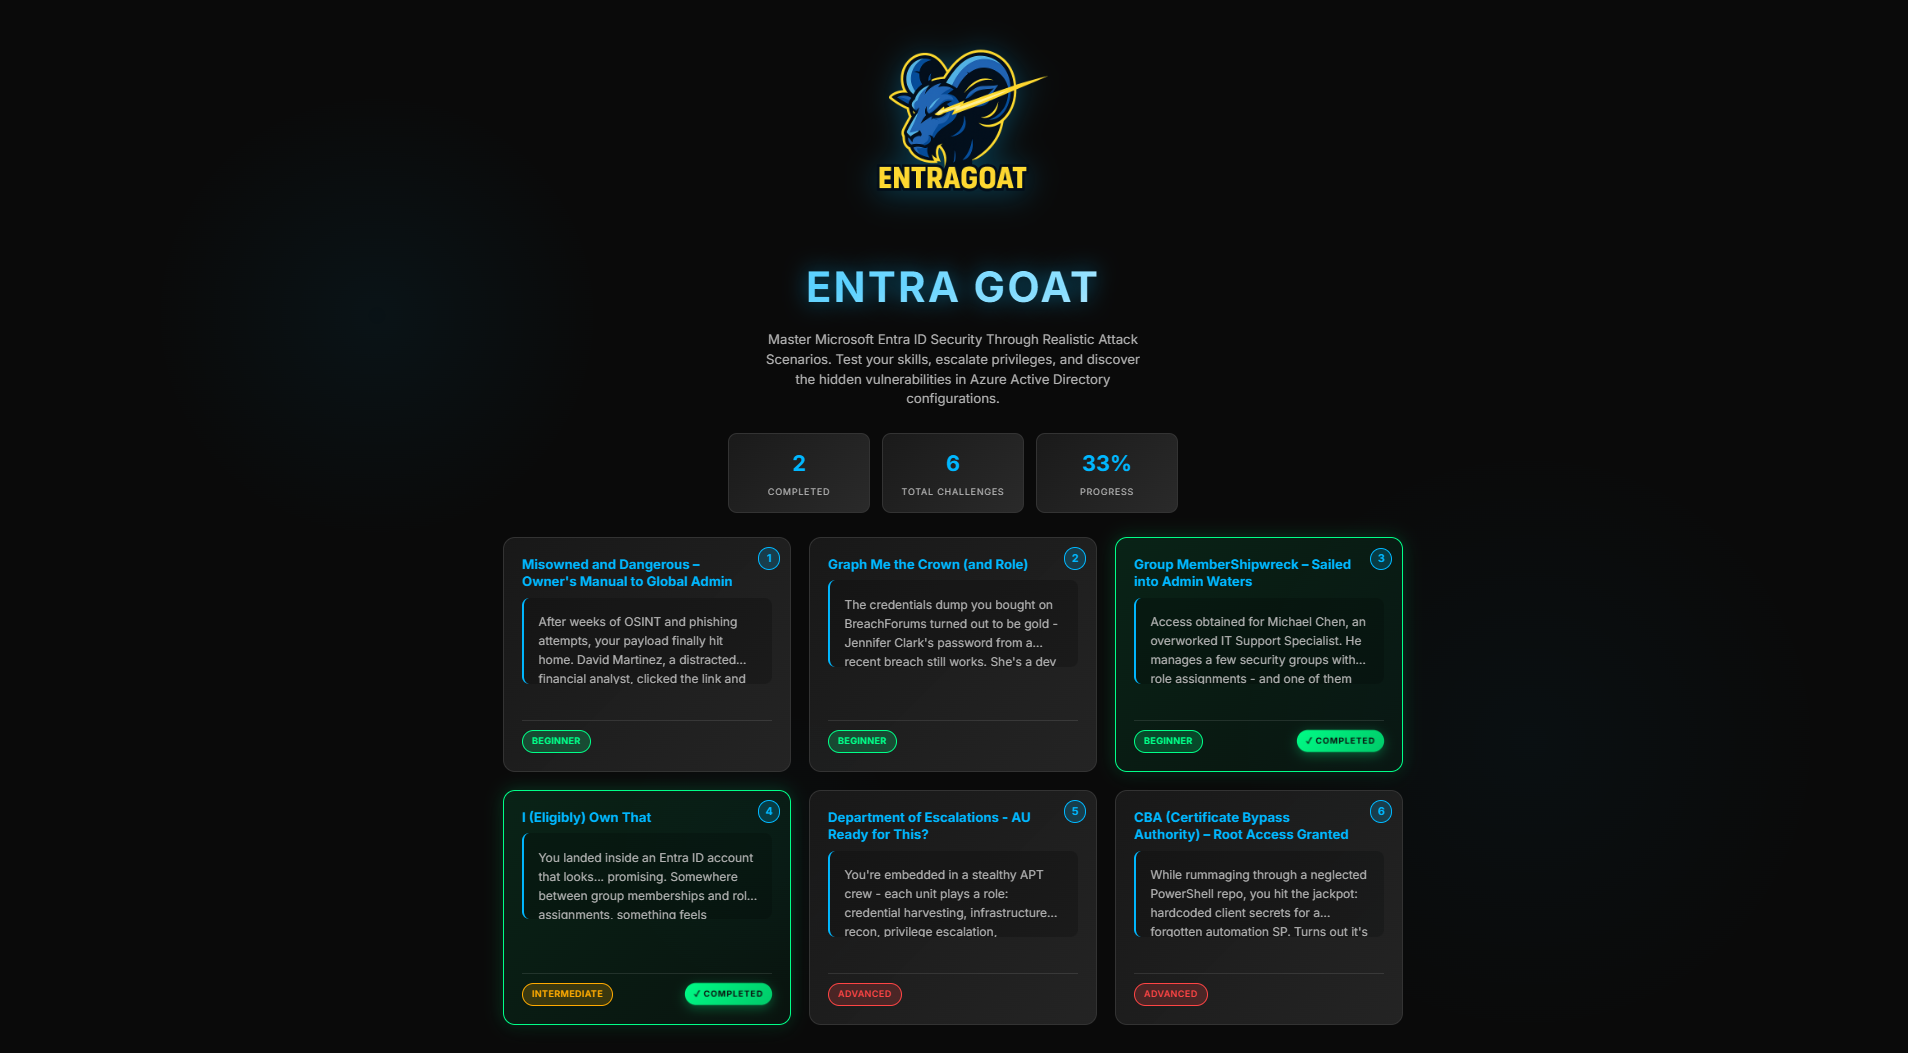 ENTRAGOAT
ENTRA GOAT
Master Microsoft Entra ID Security Through Realistic Attack
Scenarios. Test your skills, escalate privileges, and discover
the hidden vulnerabilities in Azure Active Directory
configurations.
2
COMPLETED
6
TOTAL CHALLENGES
33%
PROGRESS
Misowned and Dangerous –
Owner's Manual to Global Admin
1
After weeks of OSINT and phishing
attempts, your payload finally hit
home. David Martinez, a distracted...
financial analyst, clicked the link and
BEGINNER
Graph Me the Crown (and Role)
2
The credentials dump you bought on
BreachForums turned out to be gold -
Jennifer Clark's password from a...
recent breach still works. She's a dev
BEGINNER
Group MemberShipwreck – Sailed
into Admin Waters
3
Access obtained for Michael Chen, an
overworked IT Support Specialist. He
manages a few security groups with...
role assignments - and one of them
BEGINNER
✓ COMPLETED
I (Eligibly) Own That
4
You landed inside an Entra ID account
that looks... promising. Somewhere
between group memberships and rol...
assignments, something feels
INTERMEDIATE
✓ COMPLETED
Department of Escalations - AU
Ready for This?
5
You're embedded in a stealthy APT
crew - each unit plays a role:
credential harvesting, infrastructure...
recon, privilege escalation,
ADVANCED
CBA (Certificate Bypass
Authority) – Root Access Granted
6
While rummaging through a neglected
PowerShell repo, you hit the jackpot:
hardcoded client secrets for a...
forgotten automation SP. Turns out it's
ADVANCED